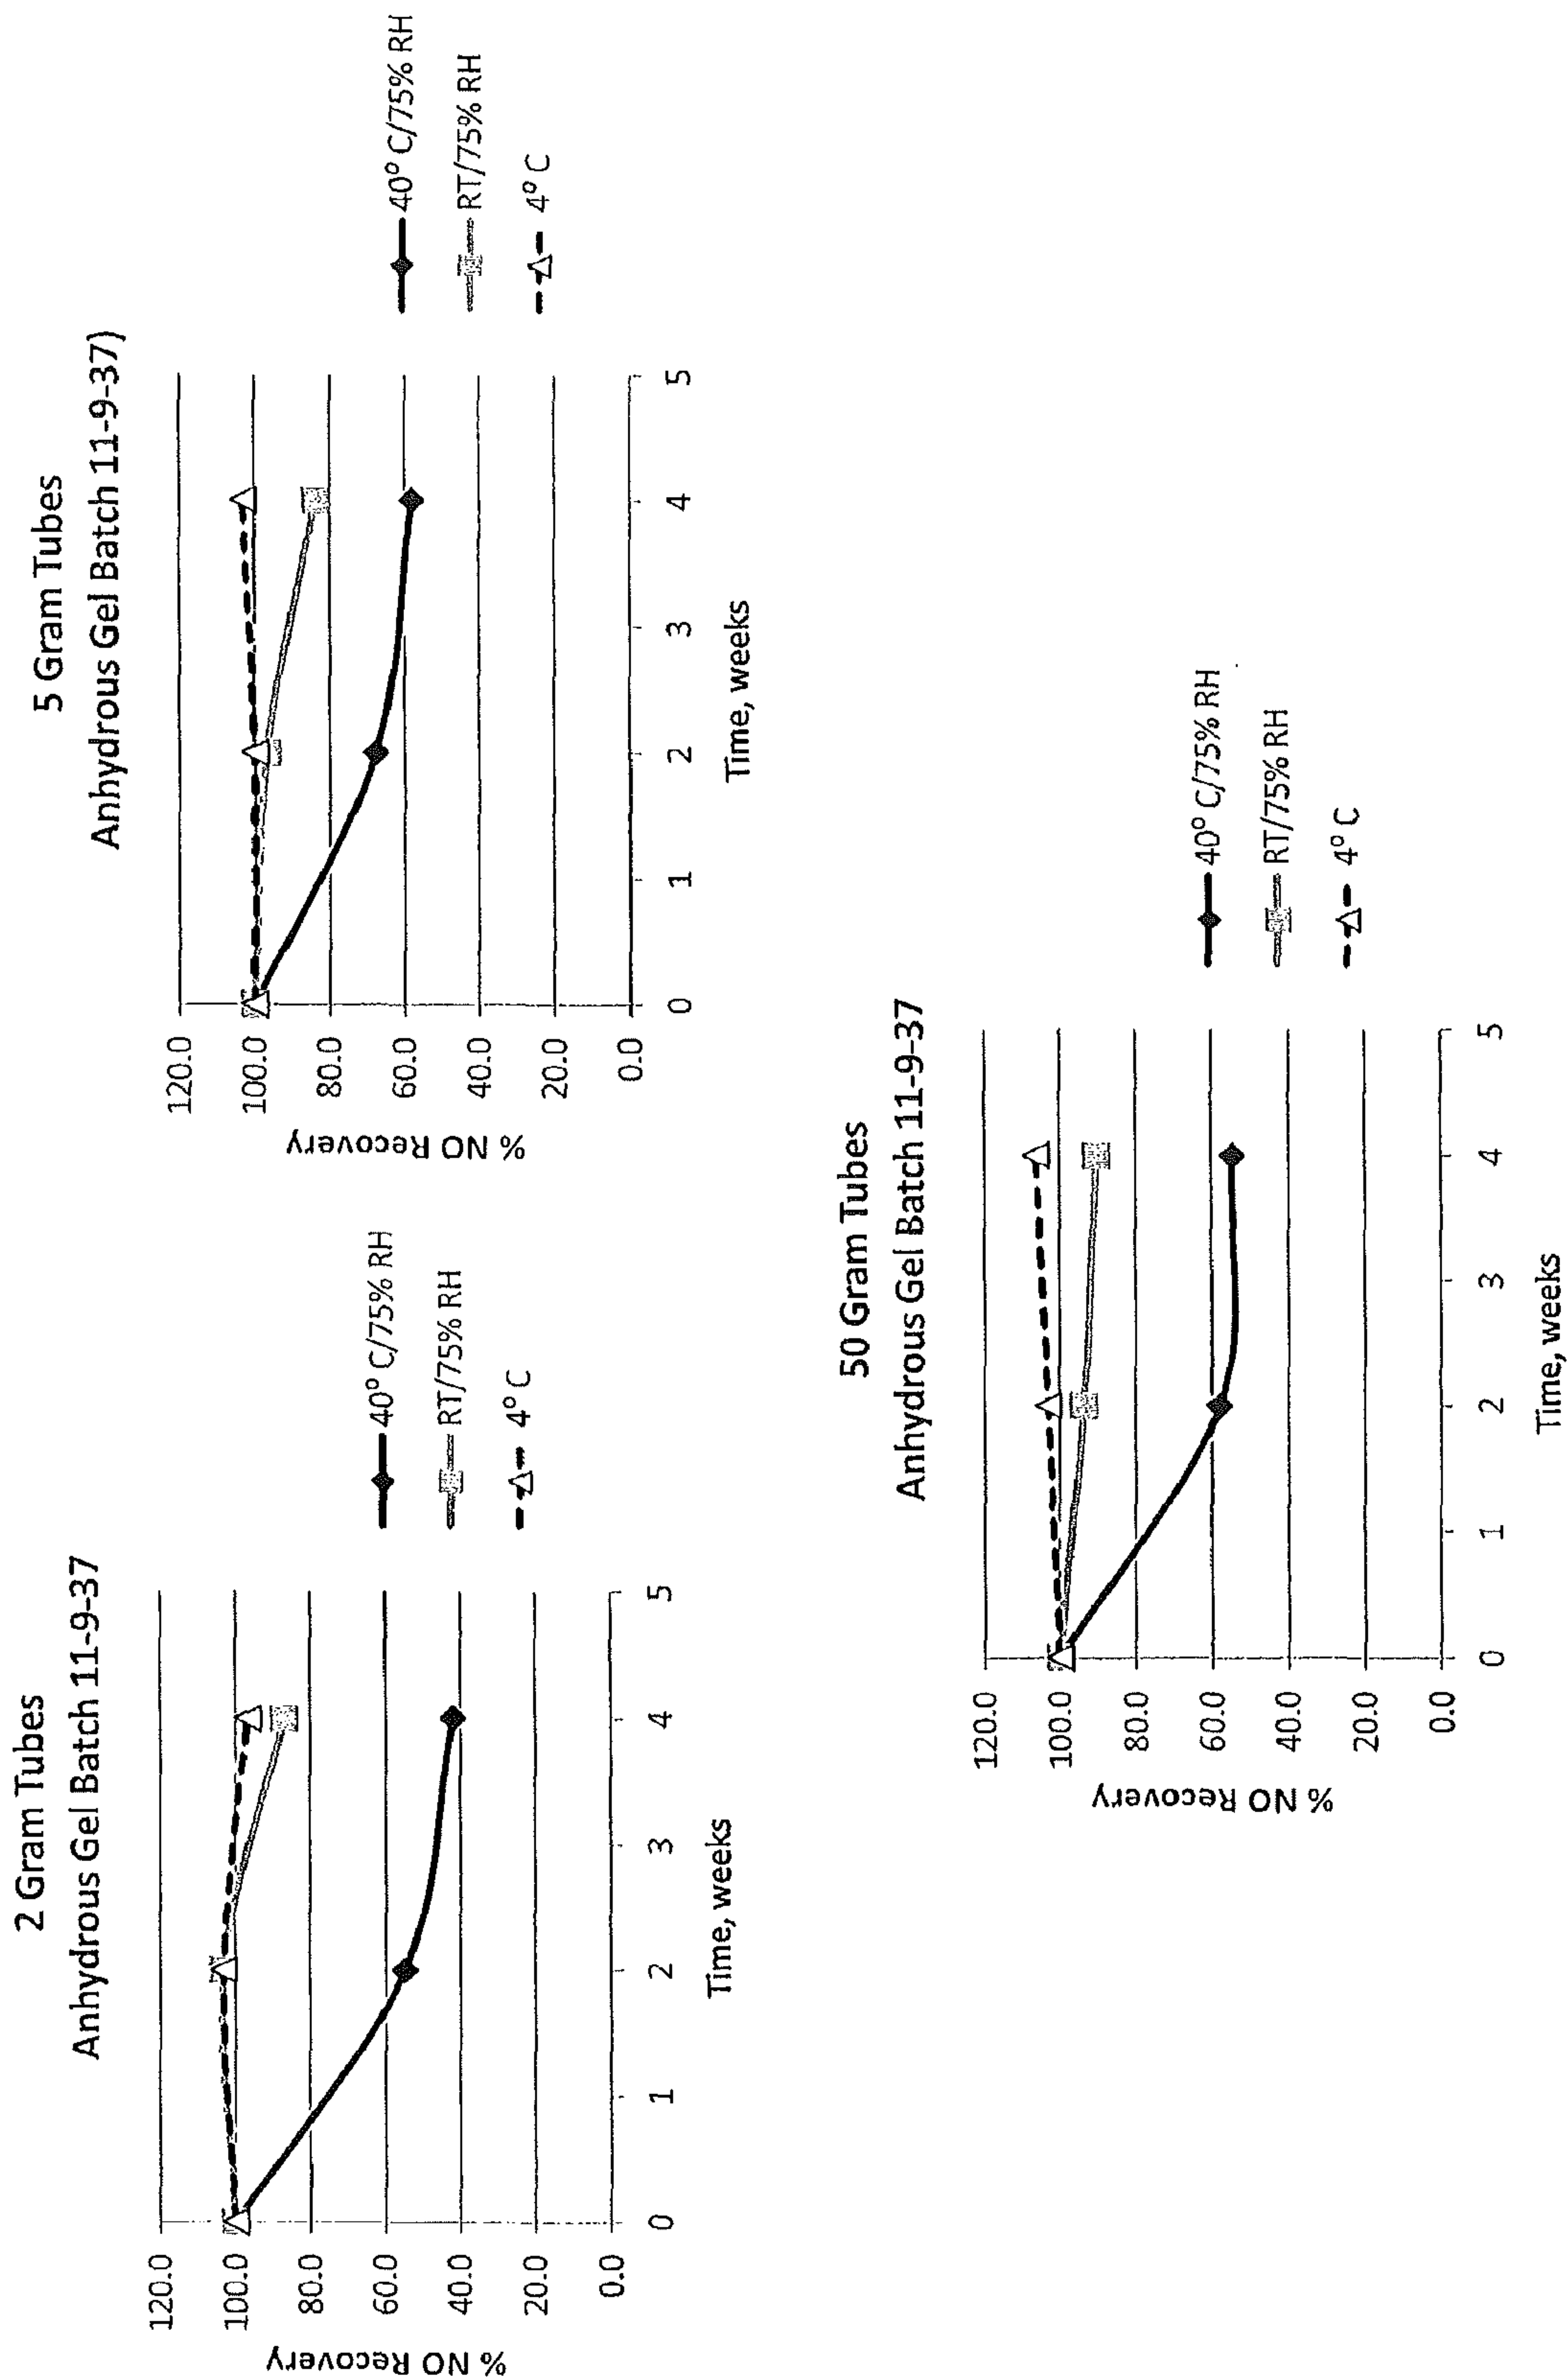 2 Gram Tubes
Anhydrous Gel Batch 11-9-37
% NO Recovery
120.0
100.0
80.0
60.0
40.0
20.0
0.0
0 1 2 3 4 5
Time, weeks
40° C/75% RH
RT/75% RH
4° C
5 Gram Tubes
Anhydrous Gel Batch 11-9-37)
% NO Recovery
120.0
100.0
80.0
60.0
40.0
20.0
0.0
0 1 2 3 4 5
Time, weeks
40° C/75% RH
RT/75% RH
4° C
50 Gram Tubes
Anhydrous Gel Batch 11-9-37
% NO Recovery
120.0
100.0
80.0
60.0
40.0
20.0
0.0
0 1 2 3 4 5
Time, weeks
40° C/75% RH
RT/75% RH
4° C